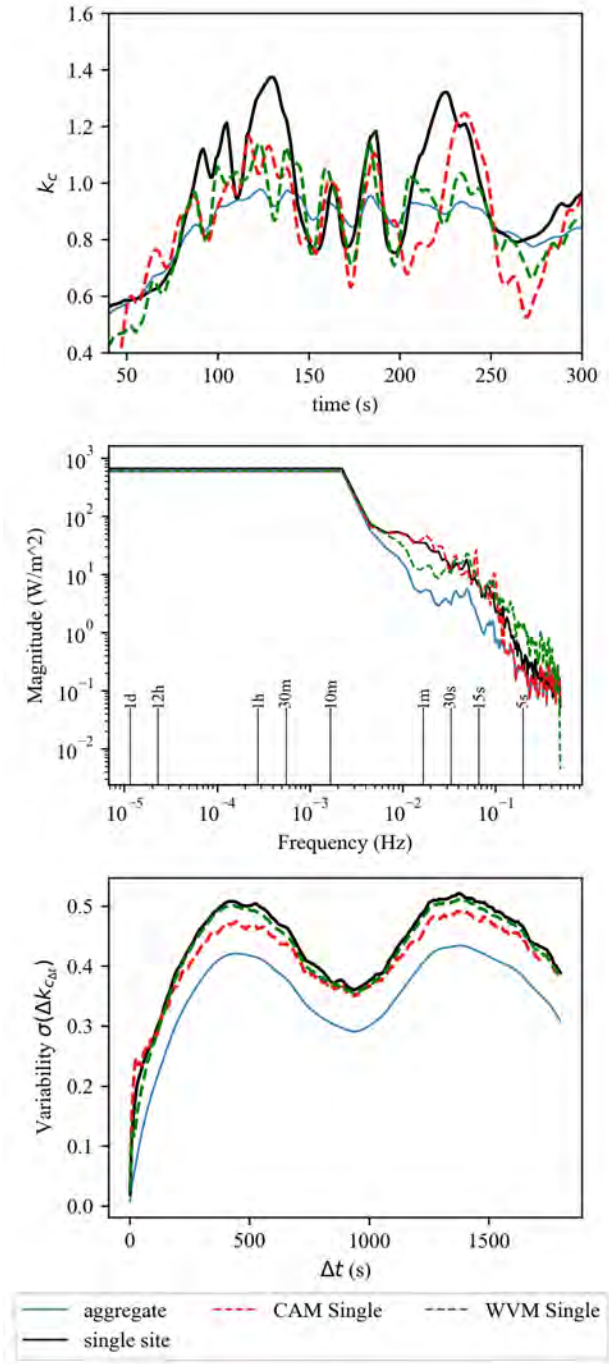 1.6
1.4
1.2
1.0
0.8
0.6
0.4
k_c
50 100 150 200 250 300
time (s)
10^3
10^2
10^1
10^0
10^-1
10^-2
Magnitude (W/m^2)
1d 12h 1h 30m 10m 1m 30s 15s 5s
10^-5 10^-4 10^-3 10^-2 10^-1
Frequency (Hz)
0.5
0.4
0.3
0.2
0.1
0.0
Variability σ(Δk_{c_{Δt}})
0 500 1000 1500
Δt (s)
aggregate CAM Single WVM Single
single site